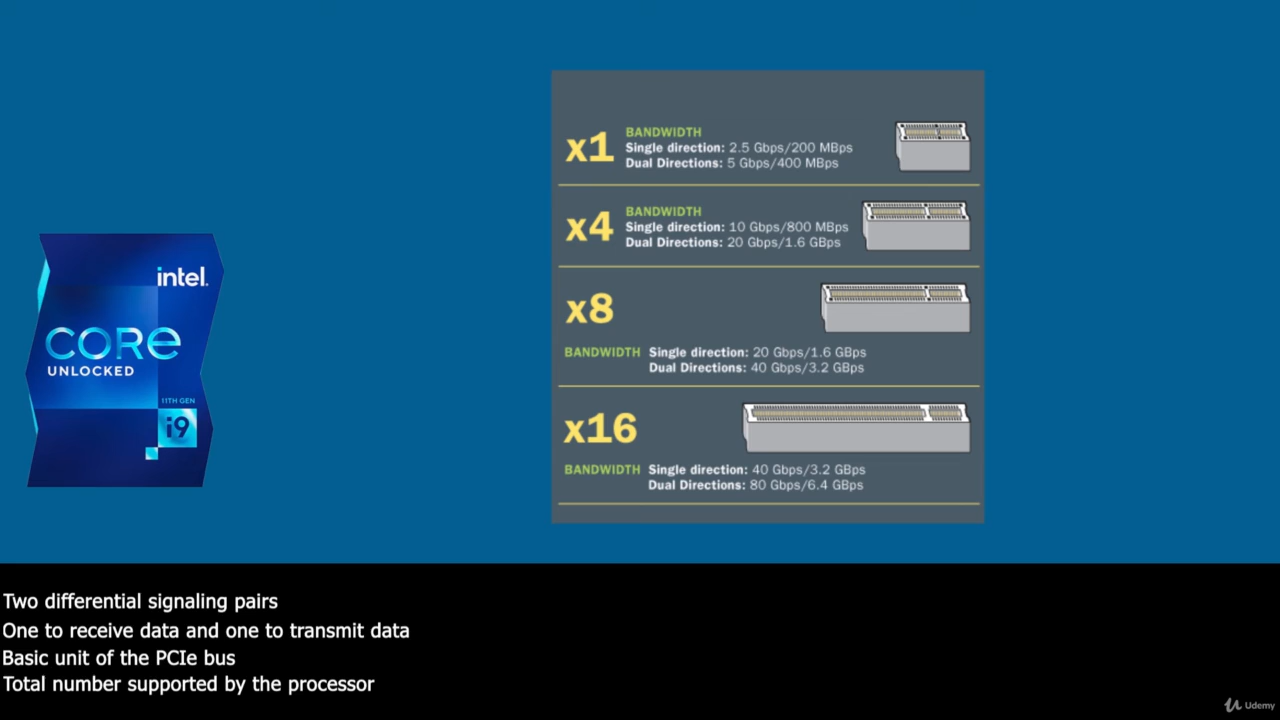 x1
BANDWIDTH
Single direction: 2.5 Gbps/200 MBps
Dual Directions: 5 Gbps/400 MBps
x4
BANDWIDTH
Single direction: 10 Gbps/800 MBps
Dual Directions: 20 Gbps/1.6 GBps
x8
BANDWIDTH Single direction: 20 Gbps/1.6 GBps
Dual Directions: 40 Gbps/3.2 GBps
x16
BANDWIDTH Single direction: 40 Gbps/3.2 GBps
Dual Directions: 80 Gbps/6.4 GBps
intel.
CORE
UNLOCKED
11TH GEN
i9
Two differential signaling pairs
One to receive data and one to transmit data
Basic unit of the PCIe bus
Total number supported by the processor
Udemy